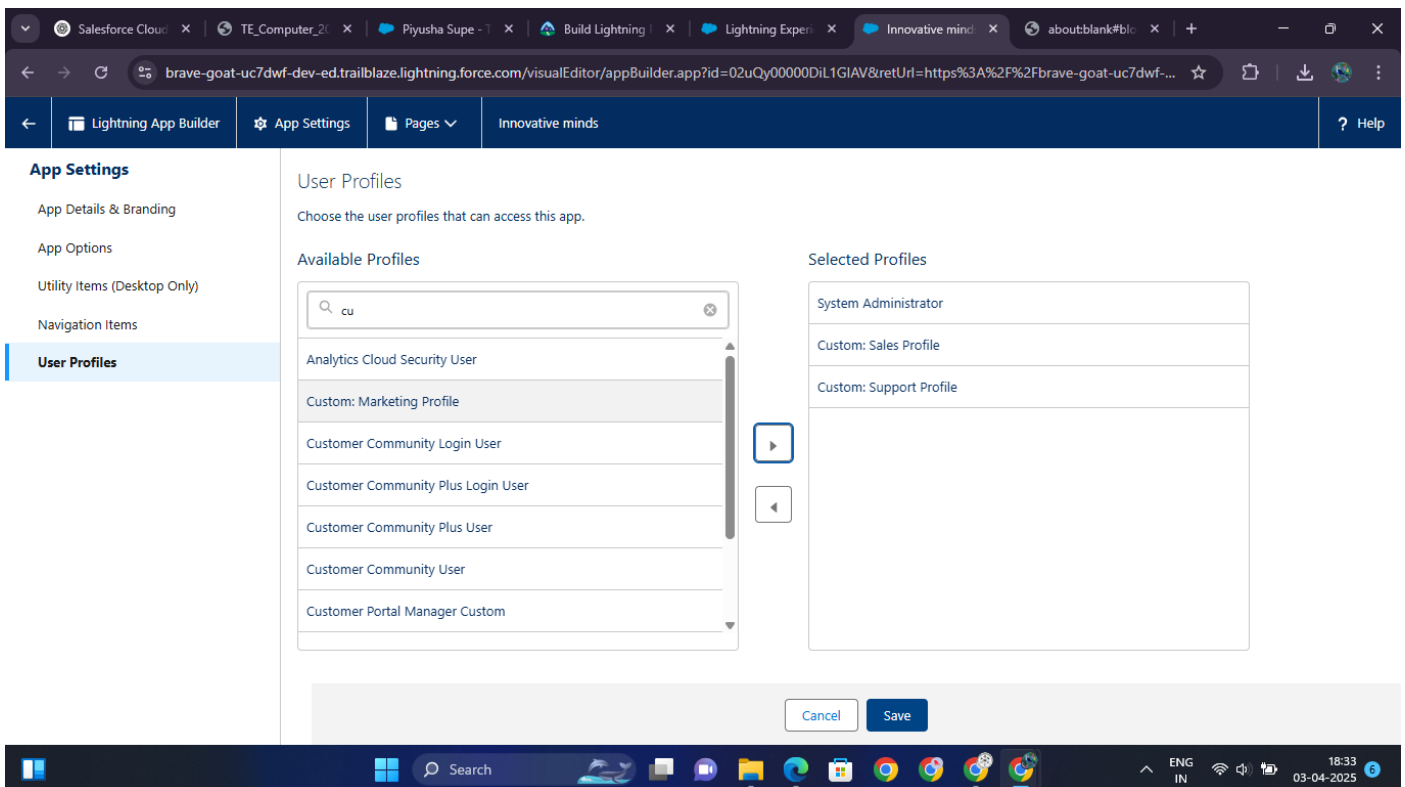 Salesforce Cloud
TE_Computer_20
Piyusha Supe - T
Build Lightning
Lightning Experi
Innovative mind
about:blank#blo
brave-goat-uc7dwf-dev-ed.trailblaze.lightning.force.com/visualEditor/appBuilder.app?id=02uQy00000DiL1GIAV&retUrl=https%3A%2F%2Fbrave-goat-uc7dwf-...
Lightning App Builder
App Settings
Pages
Innovative minds
? Help
App Settings
App Details & Branding
App Options
Utility Items (Desktop Only)
Navigation Items
User Profiles
User Profiles
Choose the user profiles that can access this app.
Available Profiles
cu
Analytics Cloud Security User
Custom: Marketing Profile
Customer Community Login User
Customer Community Plus Login User
Customer Community Plus User
Customer Community User
Customer Portal Manager Custom
Selected Profiles
System Administrator
Custom: Sales Profile
Custom: Support Profile
Cancel
Save
Search
ENG
IN
18:33
03-04-2025
6